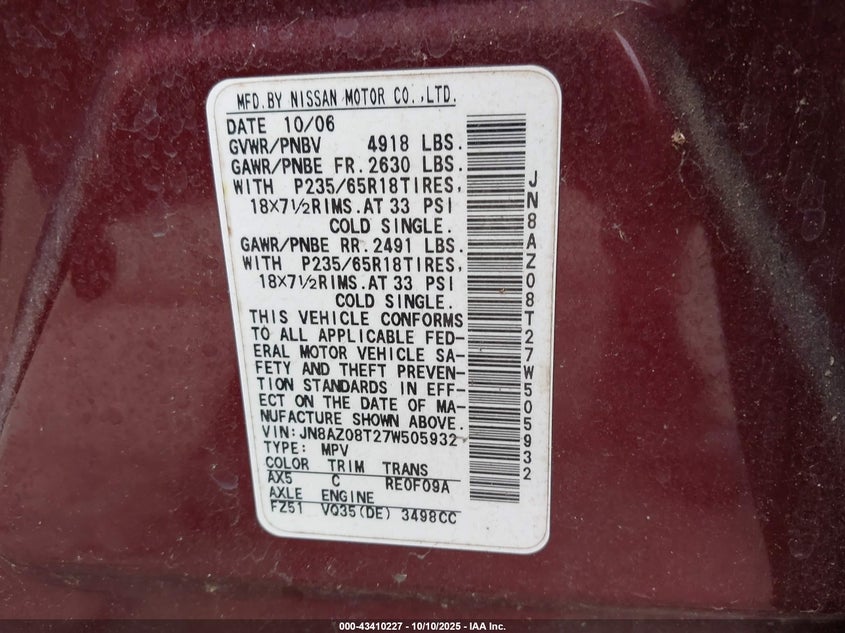 MFD.BY NISSAN MOTOR CO.,LTD.
DATE 10/06
GVWR/PNBV 4918 LBS.
GAWR/PNBE FR.2630 LBS.
WITH P235/65R18TIRES,
18×7½RIMS.AT 33 PSI
COLD SINGLE.
GAWR/PNBE RR.2491 LBS.
WITH P235/65R18TIRES,
18×7½RIMS.AT 33 PSI
COLD SINGLE.
THIS VEHICLE CONFORMS
TO ALL APPLICABLE FED-
ERAL MOTOR VEHICLE SA-
FETY AND THEFT PREVEN-
TION STANDARDS IN EFF-
ECT ON THE DATE OF MA-
NUFACTURE SHOWN ABOVE.
VIN:JN8AZ08T27W505932
TYPE: MPV
COLOR TRIM TRANS
AX5 C RE0F09A
AXLE ENGINE
FZ51 VQ35(DE) 3498CC
JN8AZ08T27W505932
000-43410227 - 10/10/2025 - IAA Inc.